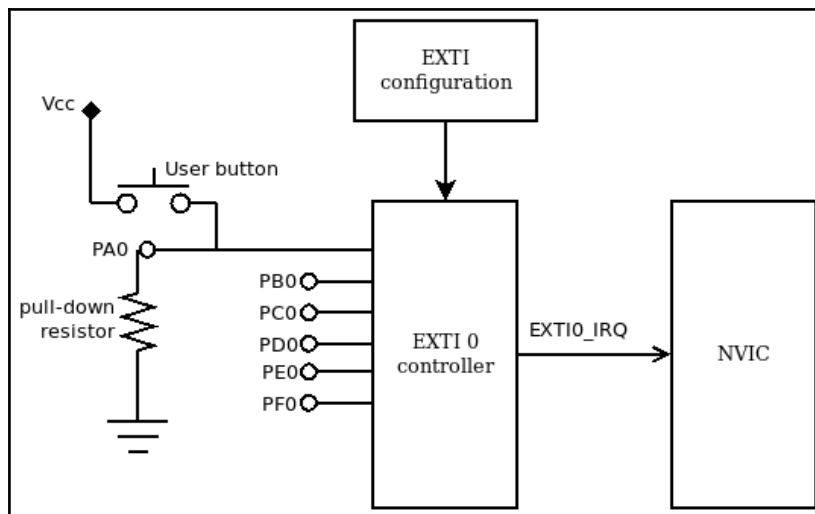 EXTI
configuration
Vcc
User button
PA0
PB0
pull-down
resistor
PC0
PD0
PE0
PF0
EXTI 0
controller
EXTI0_IRQ
NVIC